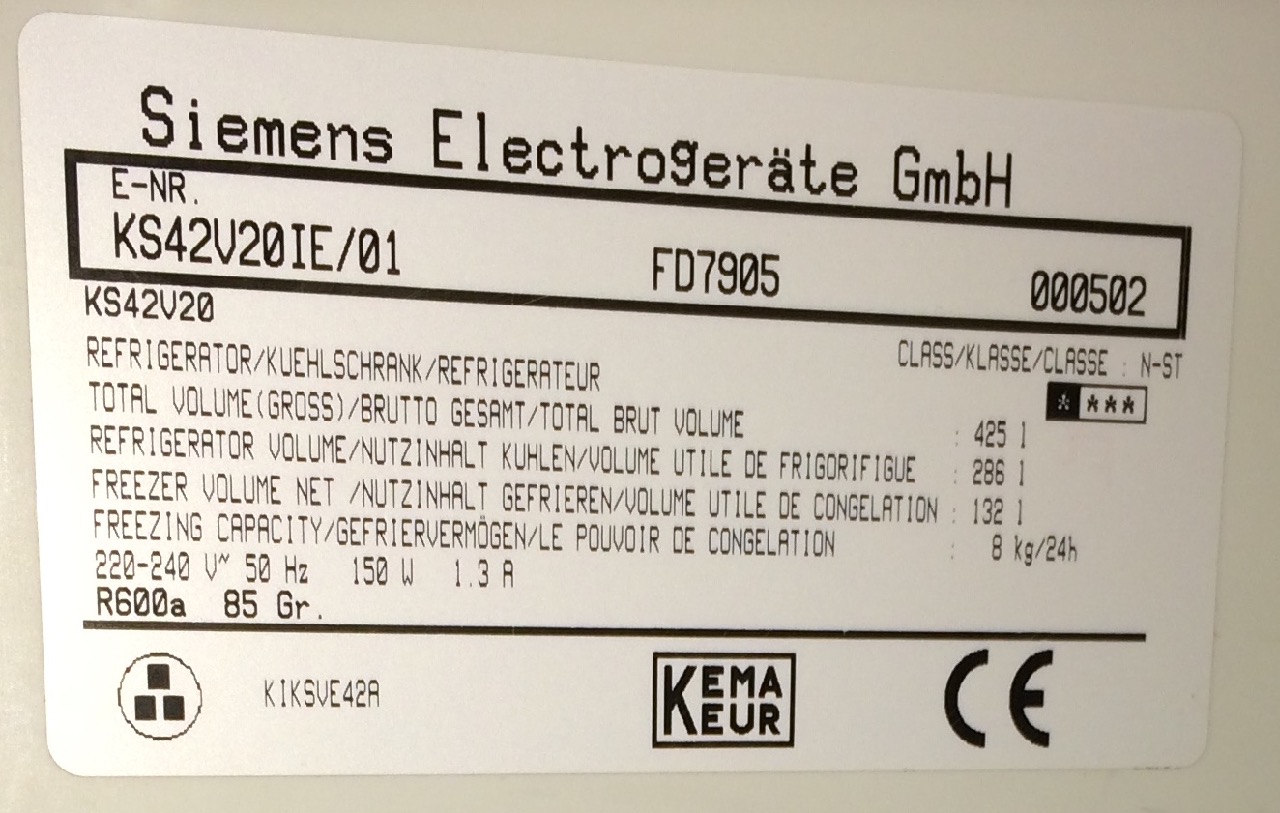 Siemens Electrogeräte GmbH
E-NR.
KS42V20IE/01 FD7905 000502
KS42V20
REFRIGERATOR/KUEHLSCHRANK/REFRIGERATEUR CLASS/KLASSE/CLASSE : N-ST
* ***
TOTAL VOLUME(GROSS)/BRUTTO GESAMT/TOTAL BRUT VOLUME : 425 l
REFRIGERATOR VOLUME/NUTZINHALT KUHLEN/VOLUME UTILE DE FRIGORIFIGUE : 286 l
FREEZER VOLUME NET /NUTZINHALT GEFRIEREN/VOLUME UTILE DE CONGELATION : 132 l
FREEZING CAPACITY/GEFRIERVERMÖGEN/LE POUVOIR DE CONGELATION : 8 kg/24h
220-240 V~ 50 Hz 150 W 1.3 A
R600a 85 Gr.
KIKSVE42A
KEMA
KEUR
CE